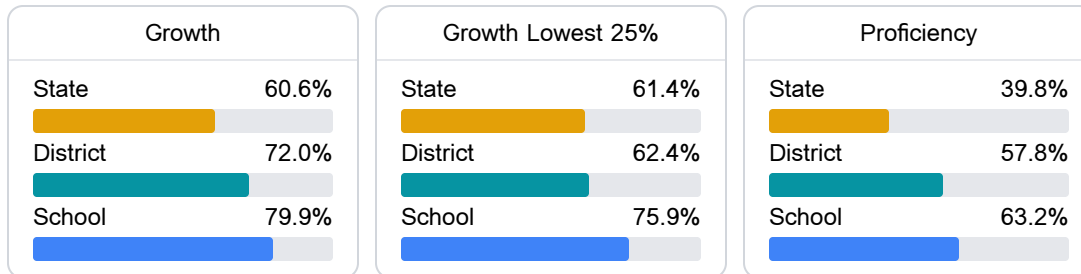 Growth
State 60.6%
District 72.0%
School 79.9%
Growth Lowest 25%
State 61.4%
District 62.4%
School 75.9%
Proficiency
State 39.8%
District 57.8%
School 63.2%